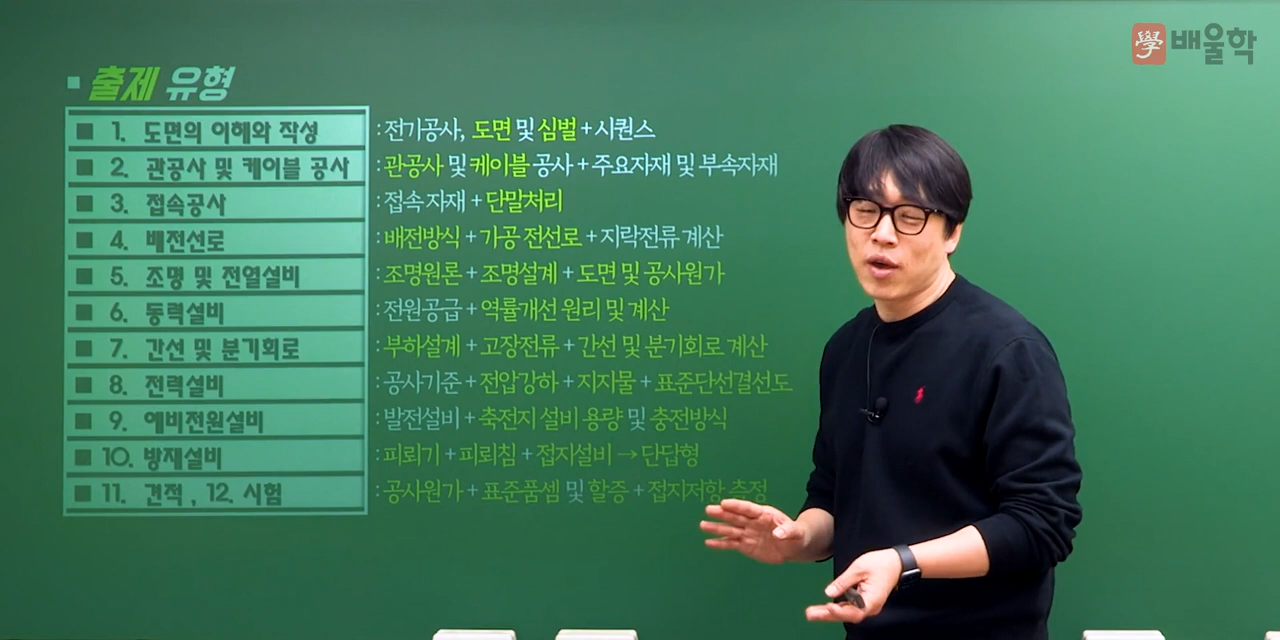 學 배울학
출제 유형
1. 도면의 이해와 작성 : 전기공사, 도면 및 심벌 + 시퀀스
2. 관공사 및 케이블 공사 : 관공사 및 케이블 공사 + 주요자재 및 부속자재
3. 접속공사 : 접속 자재 + 단말처리
4. 배전선로 : 배전방식 + 가공 전선로 + 지락전류 계산
5. 조명 및 전열설비 : 조명원론 + 조명설계 + 도면 및 공사원가
6. 동력설비 : 전원공급 + 역률개선 원리 및 계산
7. 간선 및 분기회로 : 부하설계 + 고장전류 + 간선 및 분기회로 계산
8. 전력설비 : 공사기준 + 전압강하 + 지지물 + 표준단선결선도
9. 예비전원설비 : 발전설비 + 축전지 설비 용량 및 충전방식
10. 방재설비 : 피뢰기 + 피뢰침 + 접지설비 → 단답형
11. 견적 , 12. 시험 : 공사원가 + 표준품셈 및 할증 + 접지저항 측정